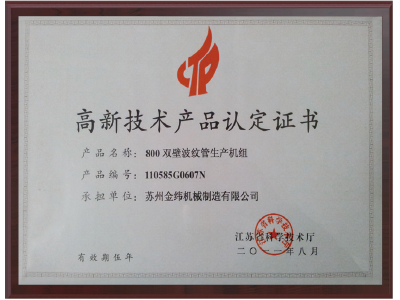 CTP
高新技术产品认定证书
产品名称：800双壁波纹管生产机组
产品编号：110585G0607N
承担单位：苏州金纬机械制造有限公司
江苏省科学技术厅
有效期伍年
二〇一一年八月